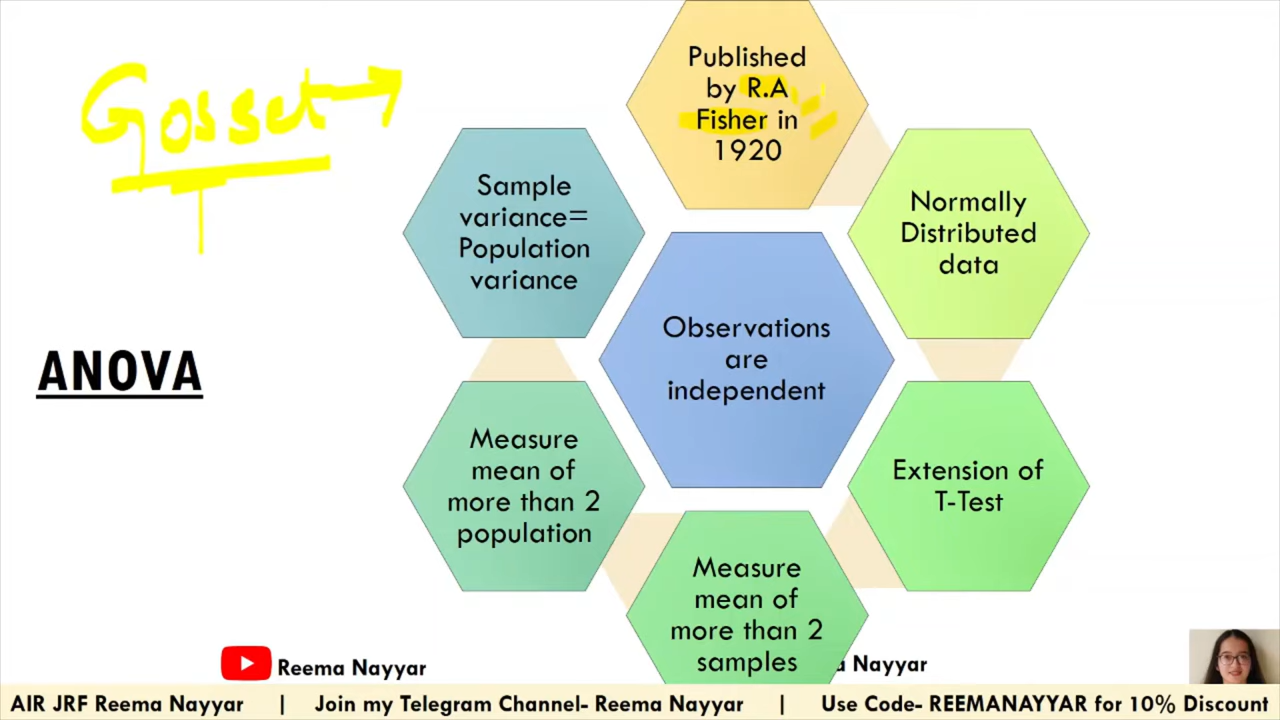 Gosset
Published
by R.A
Fisher in
1920
Sample
variance=
Population
variance
Normally
Distributed
data
Observations
are
independent
ANOVA
Measure
mean of
more than 2
population
Extension of
T-Test
Measure
mean of
more than 2
samples
Reema Nayyar
Nayyar
AIR JRF Reema Nayyar | Join my Telegram Channel- Reema Nayyar | Use Code- REEMANAYYAR for 10% Discount